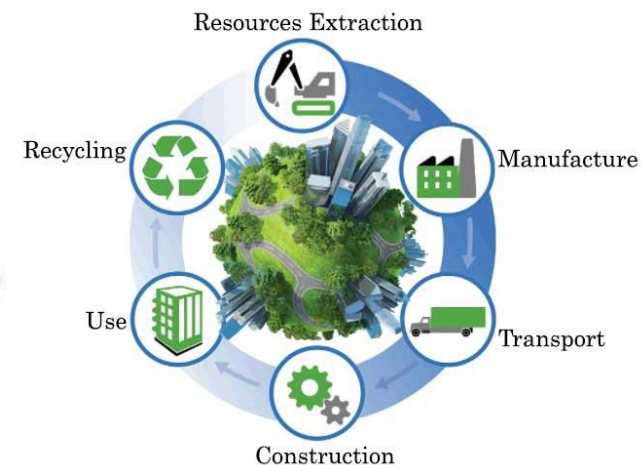 Resources Extraction
Manufacture
Transport
Construction
Use
Recycling